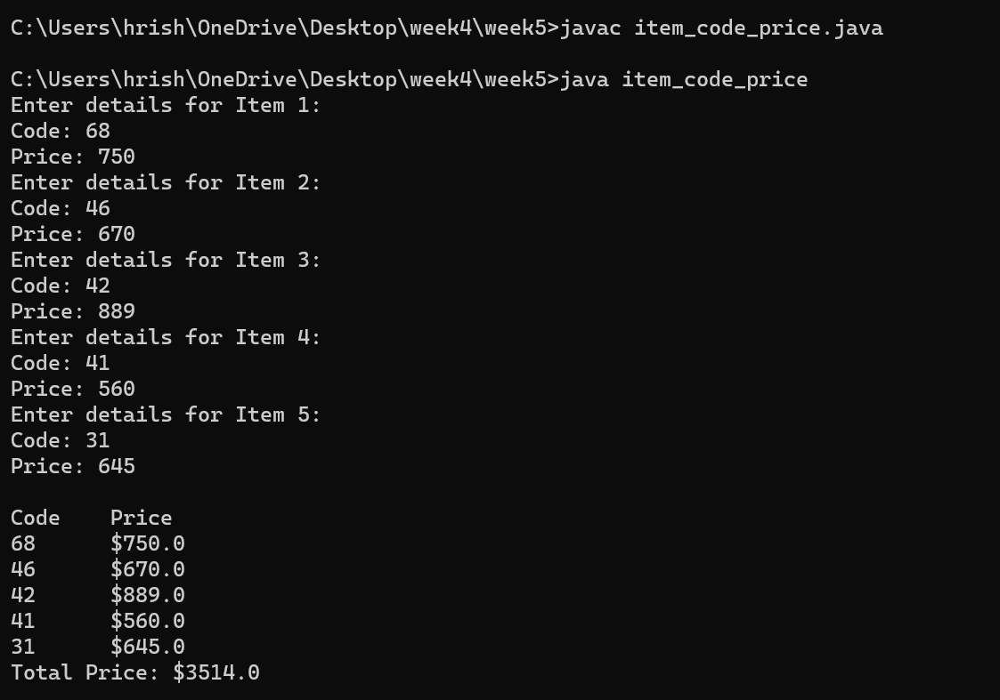 C:\Users\hrish\OneDrive\Desktop\week4\week5>javac item_code_price.java
C:\Users\hrish\OneDrive\Desktop\week4\week5>java item_code_price
Enter details for Item 1:
Code: 68
Price: 750
Enter details for Item 2:
Code: 46
Price: 670
Enter details for Item 3:
Code: 42
Price: 889
Enter details for Item 4:
Code: 41
Price: 560
Enter details for Item 5:
Code: 31
Price: 645
Code    Price
68      $750.0
46      $670.0
42      $889.0
41      $560.0
31      $645.0
Total Price: $3514.0